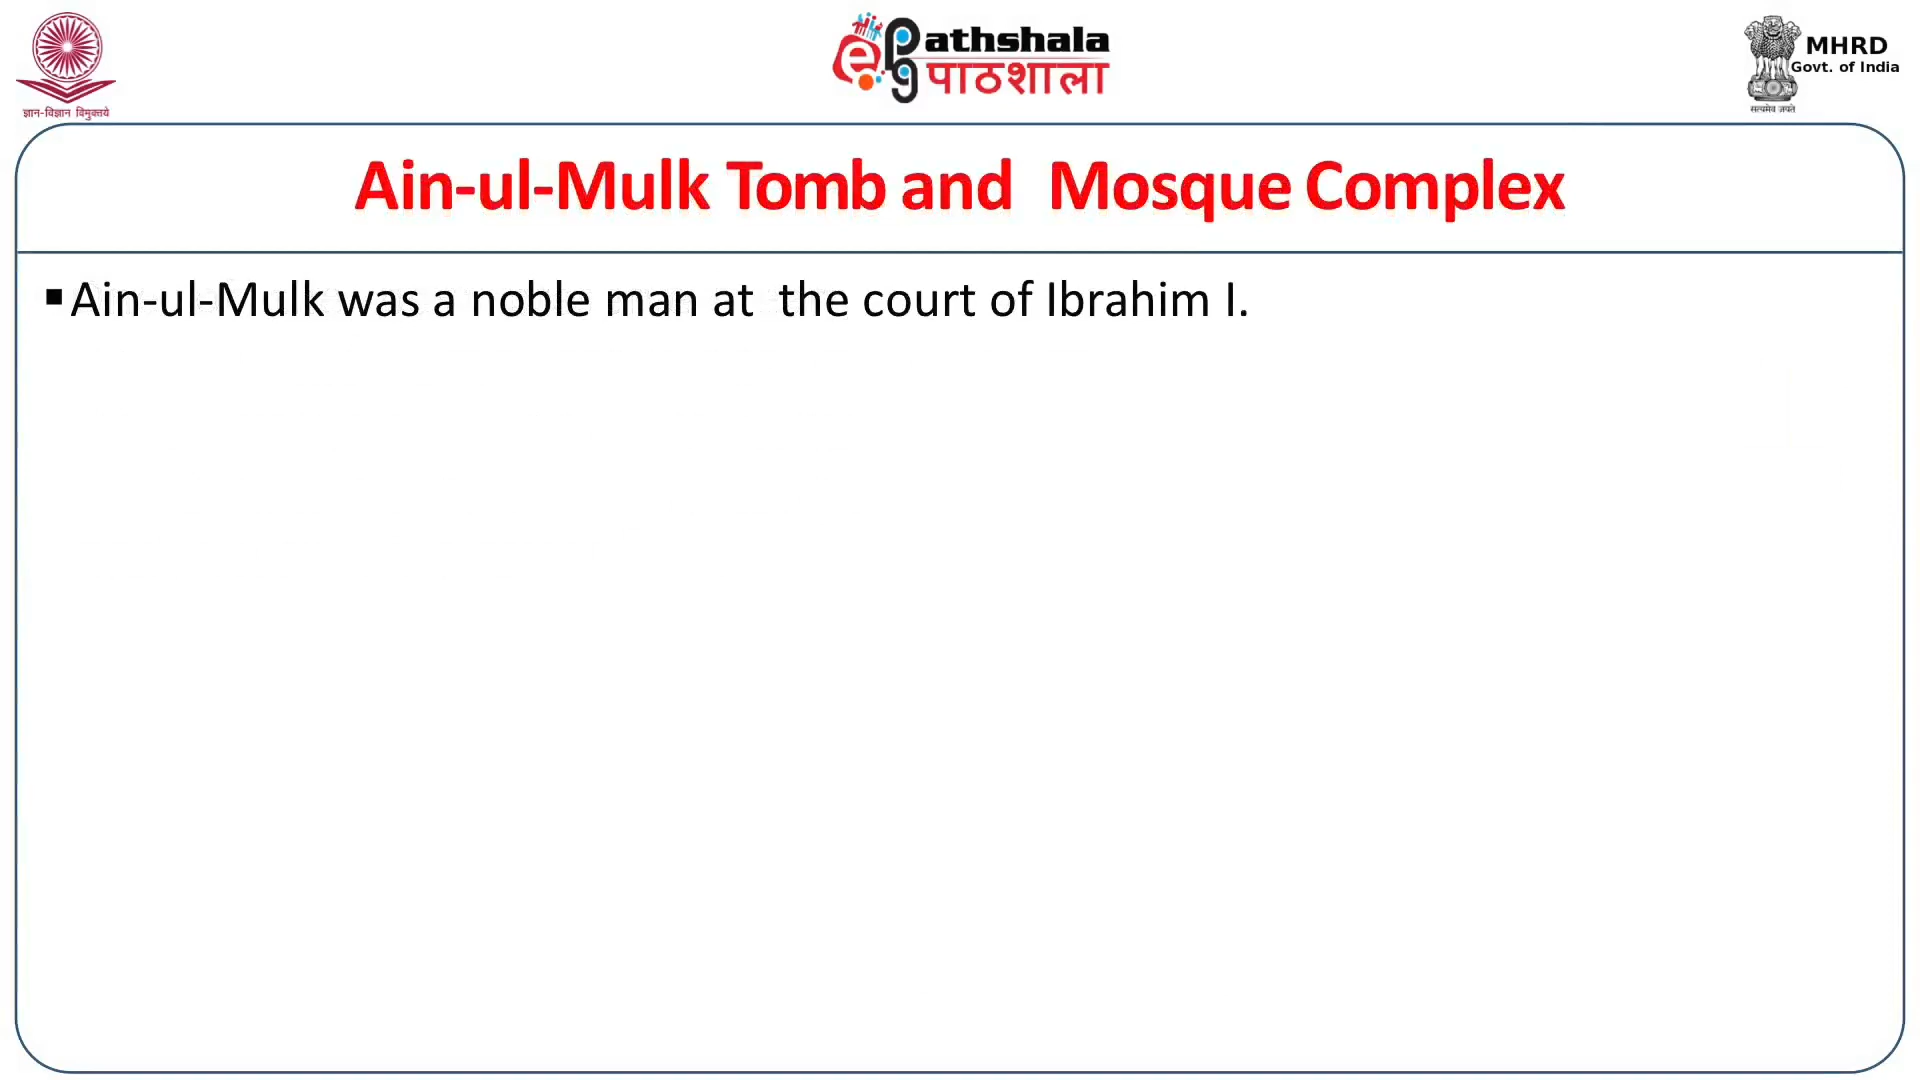 ज्ञान-विज्ञान विमुक्तये
e Pg athshala
पाठशाला
MHRD
Govt. of India
सत्यमेव जयते
Ain-ul-Mulk Tomb and Mosque Complex
▪Ain-ul-Mulk was a noble man at the court of Ibrahim I.